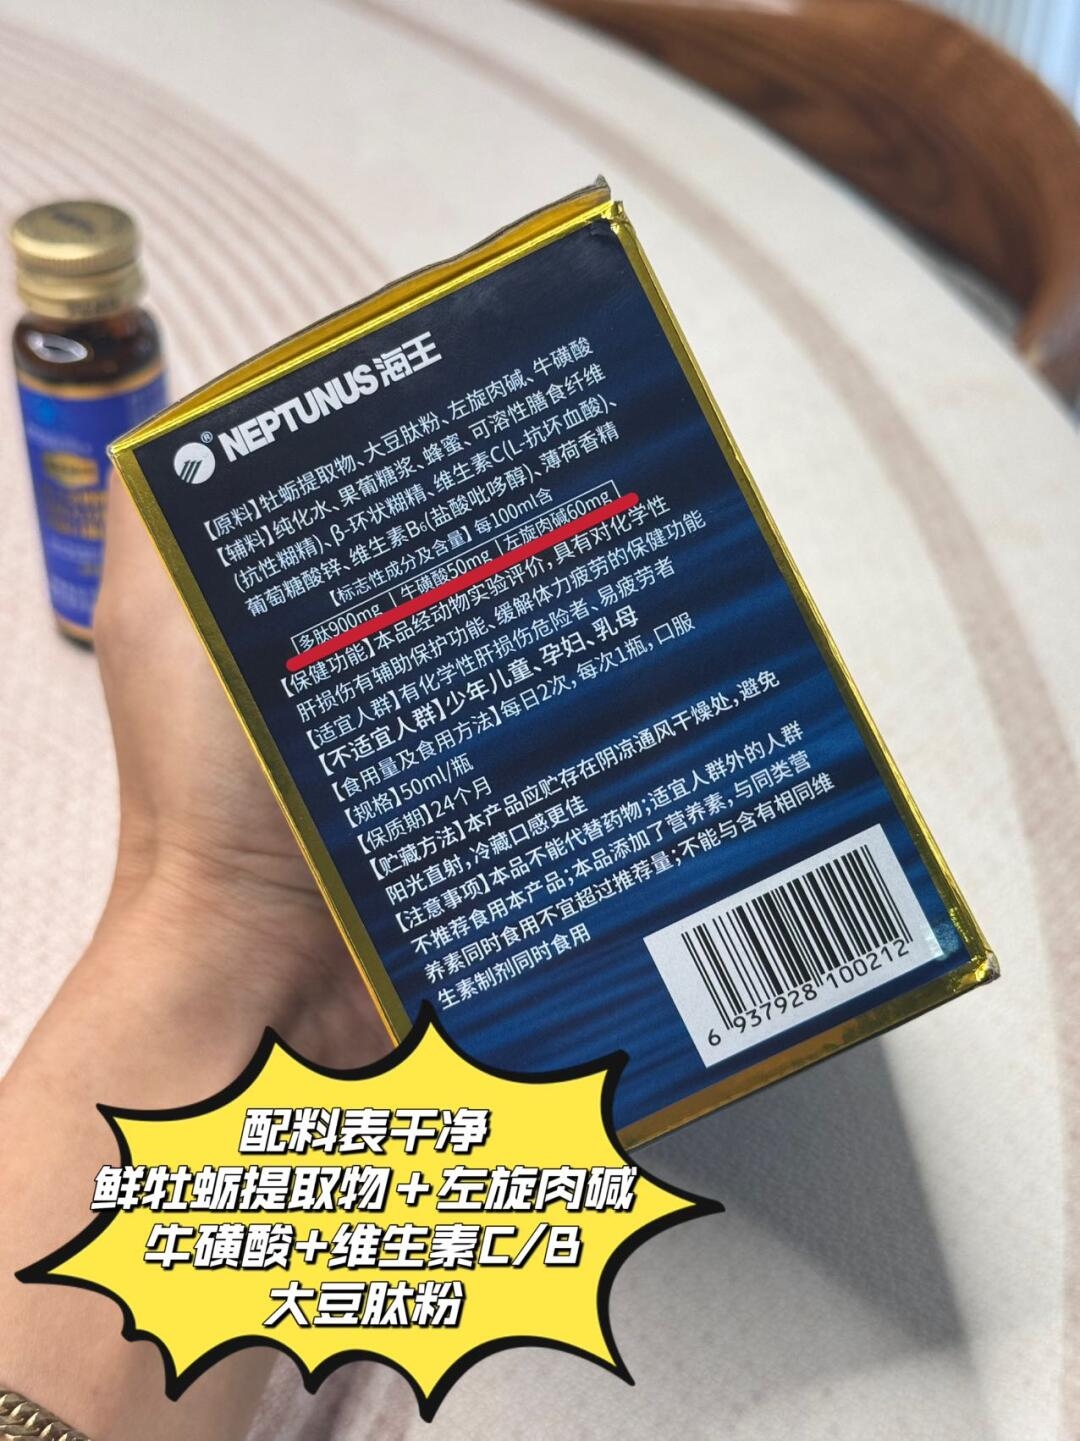 NEPTUNUS海王
【原料】牡蛎提取物、大豆肽粉、左旋肉碱、牛磺酸
【辅料】纯化水、果葡糖浆、蜂蜜、可溶性膳食纤维
(抗性糊精)、β-环状糊精、维生素C(L-抗坏血酸)、
葡萄糖酸锌、维生素B₆(盐酸吡哆醇)、薄荷香精
【标志性成分及含量】每100ml含
多肽900mg 牛磺酸50mg 左旋肉碱60mg
【保健功能】本品经动物实验评价，具有对化学性
肝损伤有辅助保护功能、缓解体力疲劳的保健功能
【适宜人群】有化学性肝损伤危险者、易疲劳者
【不适宜人群】少年儿童、孕妇、乳母
【食用量及食用方法】每日2次，每次1瓶，口服
【规格】50ml/瓶
【保质期】24个月
【贮藏方法】本产品应贮存在阴凉通风干燥处，避免
阳光直射，冷藏口感更佳
【注意事项】本品不能代替药物；适宜人群外的人群
不推荐食用本产品；本品添加了营养素，与同类营
养素同时食用不宜超过推荐量；不能与含有相同维
生素制剂同时食用
6 937928 100212
配料表干净
鲜牡蛎提取物+左旋肉碱
牛磺酸+维生素C/B
大豆肽粉